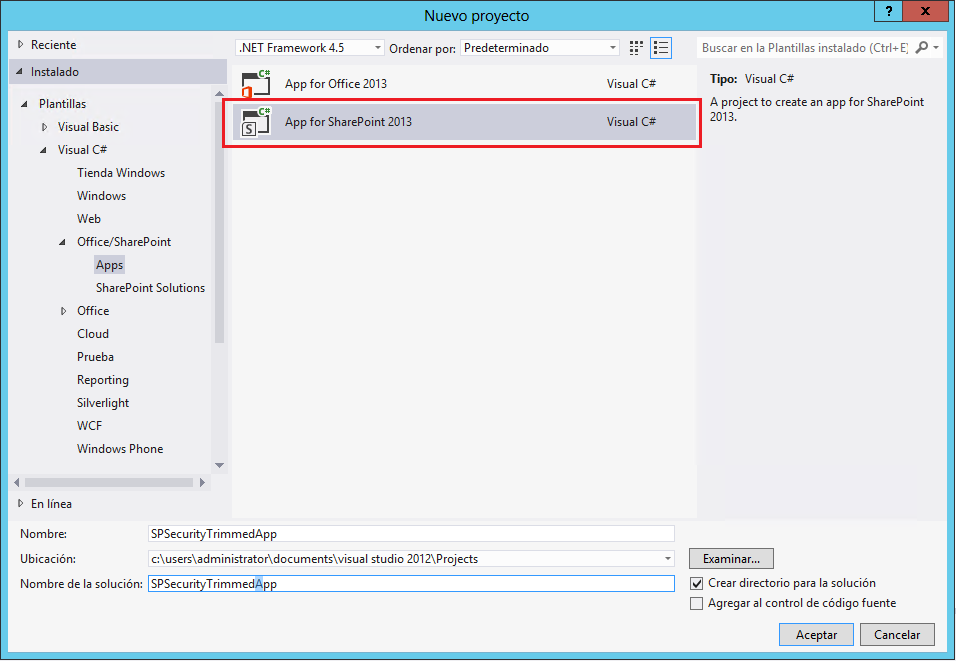 Nuevo proyecto
?
x
Reciente
Instalado
Plantillas
Visual Basic
Visual C#
Tienda Windows
Windows
Web
Office/SharePoint
Apps
SharePoint Solutions
Office
Cloud
Prueba
Reporting
Silverlight
WCF
Windows Phone
En línea
.NET Framework 4.5
Ordenar por: Predeterminado
C# App for Office 2013 Visual C#
C# S App for SharePoint 2013 Visual C#
Buscar en la Plantillas instalado (Ctrl+E)
Tipo: Visual C#
A project to create an app for SharePoint
2013.
Nombre: SPSecurityTrimmedApp
Ubicación: c:\users\administrator\documents\visual studio 2012\Projects
Nombre de la solución: SPSecurityTrimmedApp
Examinar...
Crear directorio para la solución
Agregar al control de código fuente
Aceptar Cancelar